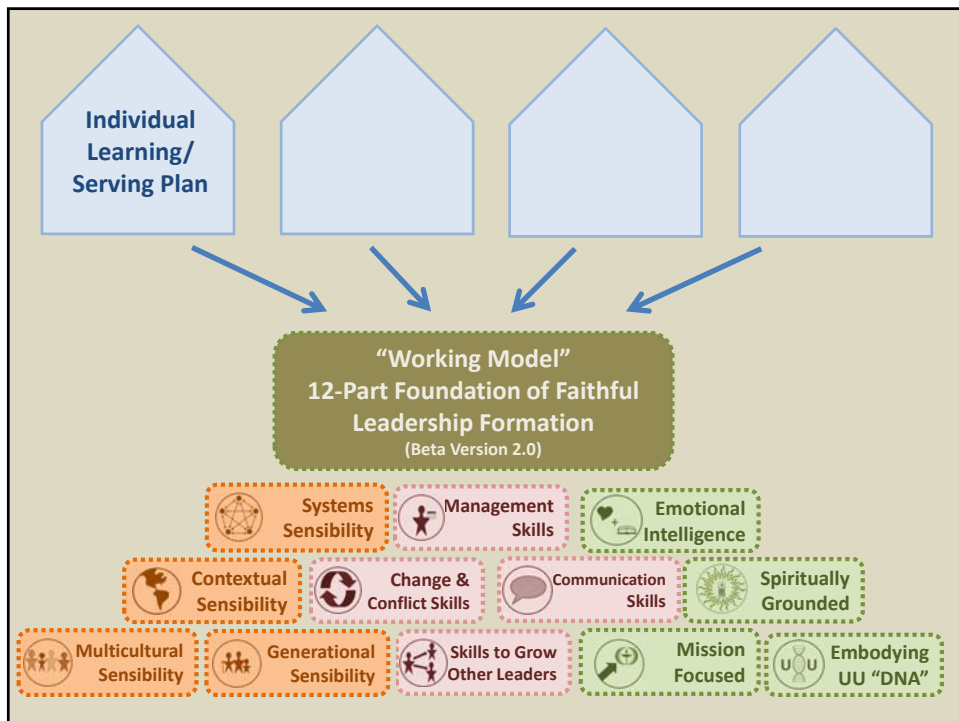 Individual
Learning/
Serving Plan
“Working Model”
12-Part Foundation of Faithful
Leadership Formation
(Beta Version 2.0)
Systems
Sensibility
Management
Skills
Emotional
Intelligence
Contextual
Sensibility
Change &
Conflict Skills
Communication
Skills
Spiritually
Grounded
Multicultural
Sensibility
Generational
Sensibility
Skills to Grow
Other Leaders
Mission
Focused
U U
Embodying
UU “DNA”